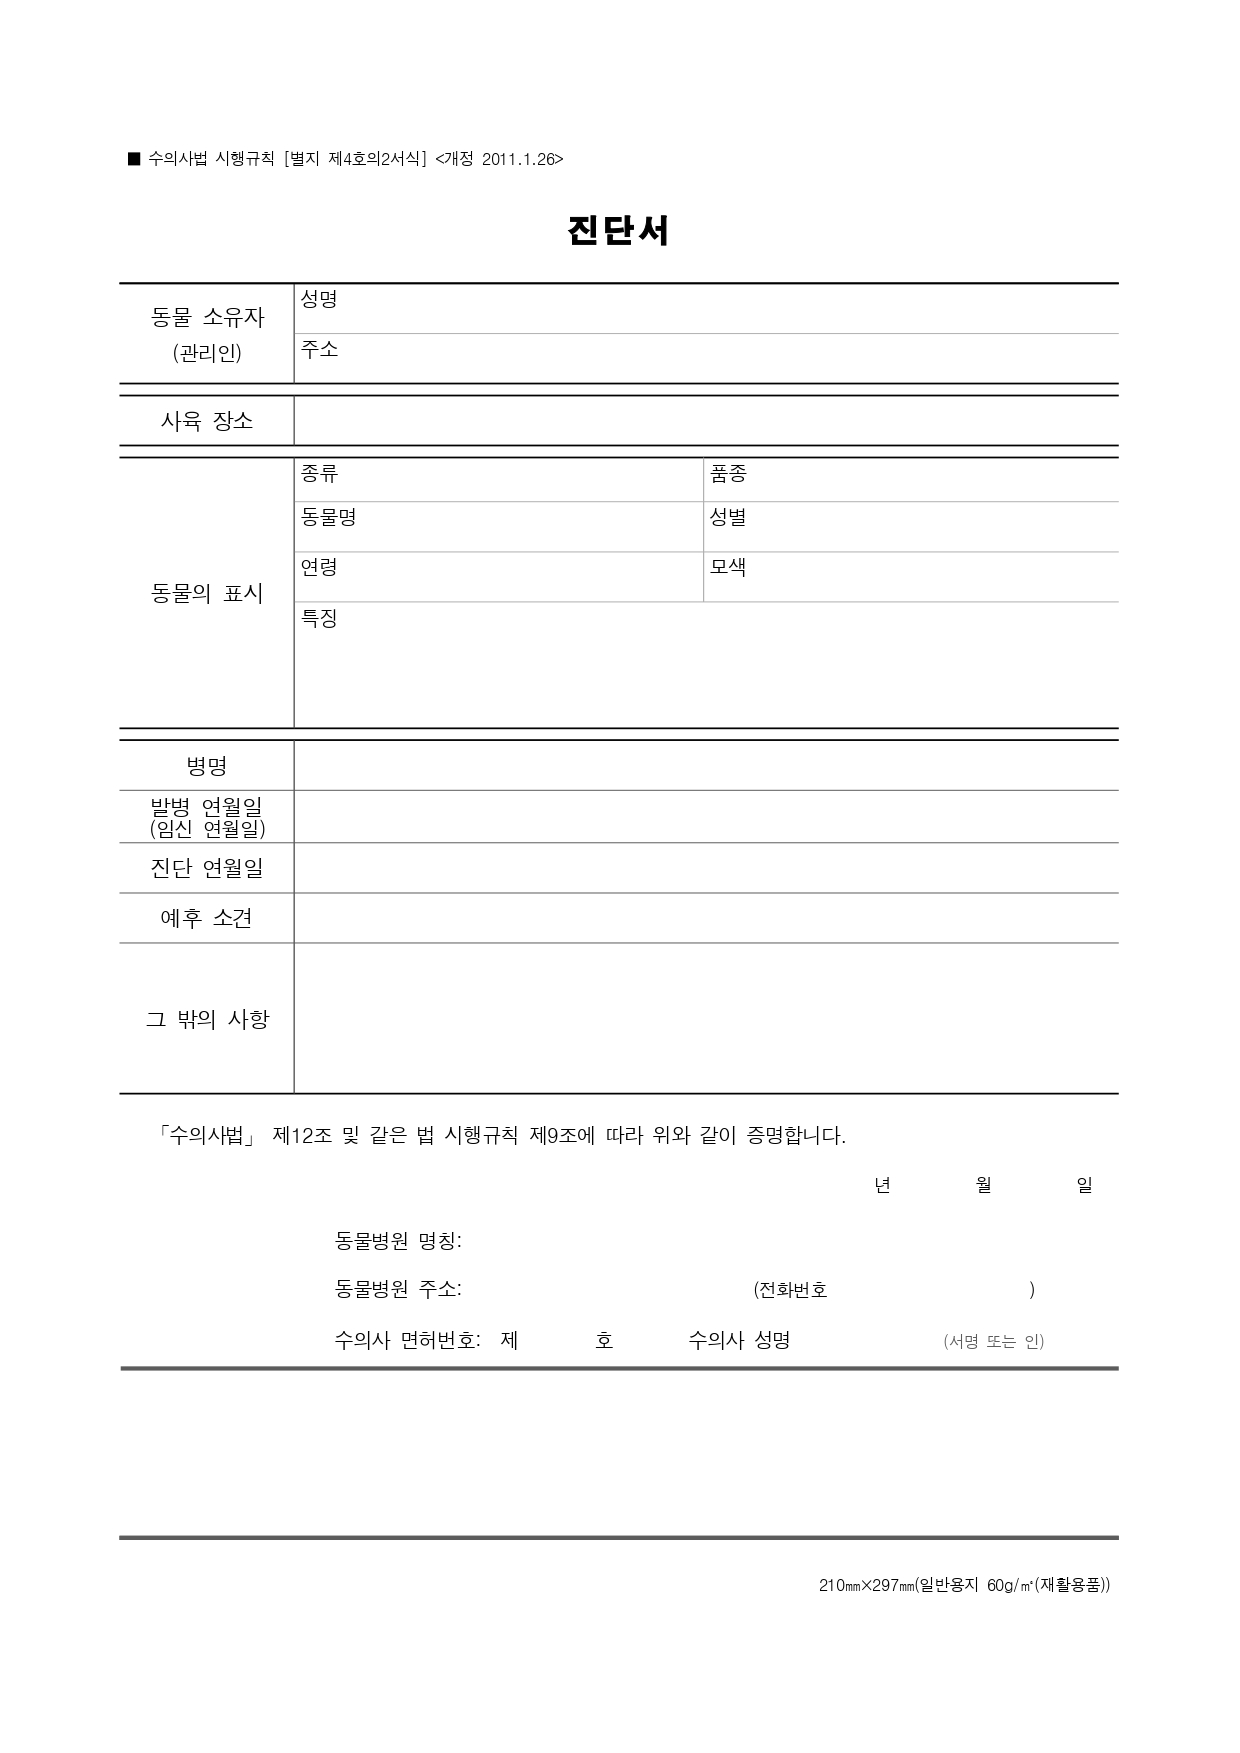 ■ 수의사법 시행규칙 [별지 제4호의2서식] <개정 2011.1.26>
진단서
동물 소유자
(관리인)
성명
주소
사육 장소
동물의 표시
종류
품종
동물명
성별
연령
모색
특징
병명
발병 연월일
(임신 연월일)
진단 연월일
예후 소견
그 밖의 사항
「수의사법」 제12조 및 같은 법 시행규칙 제9조에 따라 위와 같이 증명합니다.
년 월 일
동물병원 명칭:
동물병원 주소: (전화번호 )
수의사 면허번호: 제 호 수의사 성명 (서명 또는 인)
210㎜×297㎜(일반용지 60g/㎡(재활용품))